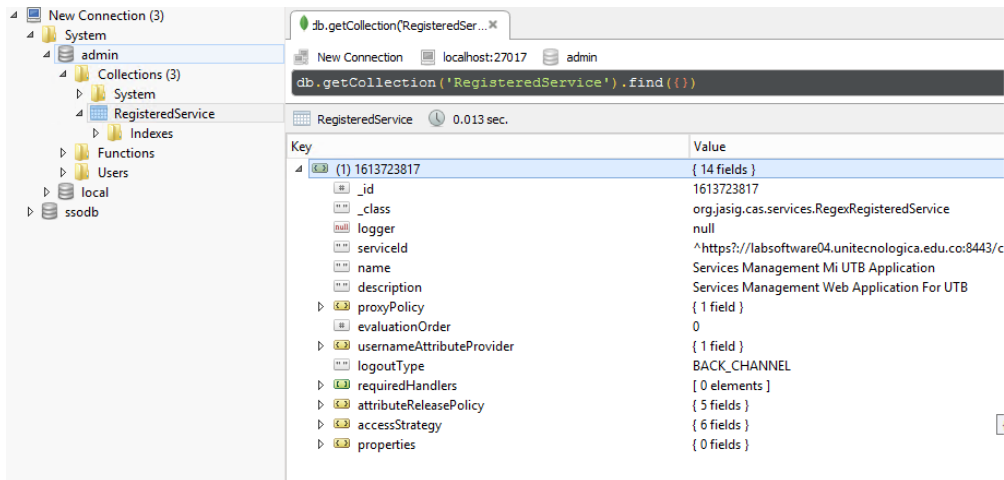 New Connection (3)
System
admin
Collections (3)
System
RegisteredService
Indexes
Functions
Users
local
ssodb
db.getCollection('RegisteredSer...
New Connection localhost:27017 admin
db.getCollection('RegisteredService').find({})
RegisteredService 0.013 sec.
Key Value
(1) 1613723817 { 14 fields }
_id 1613723817
_class org.jasig.cas.services.RegexRegisteredService
logger null
serviceId ^https?://labsoftware04.unitecnologica.edu.co:8443/c
name Services Management Mi UTB Application
description Services Management Web Application For UTB
proxyPolicy { 1 field }
evaluationOrder 0
usernameAttributeProvider { 1 field }
logoutType BACK_CHANNEL
requiredHandlers [ 0 elements ]
attributeReleasePolicy { 5 fields }
accessStrategy { 6 fields }
properties { 0 fields }